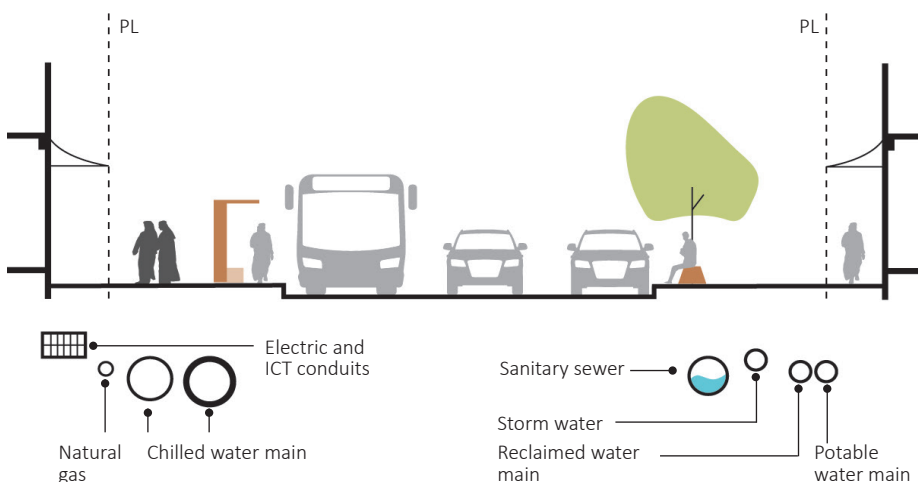 PL
PL
Electric and
ICT conduits
Sanitary sewer
Storm water
Natural
gas
Chilled water main
Reclaimed water
main
Potable
water main